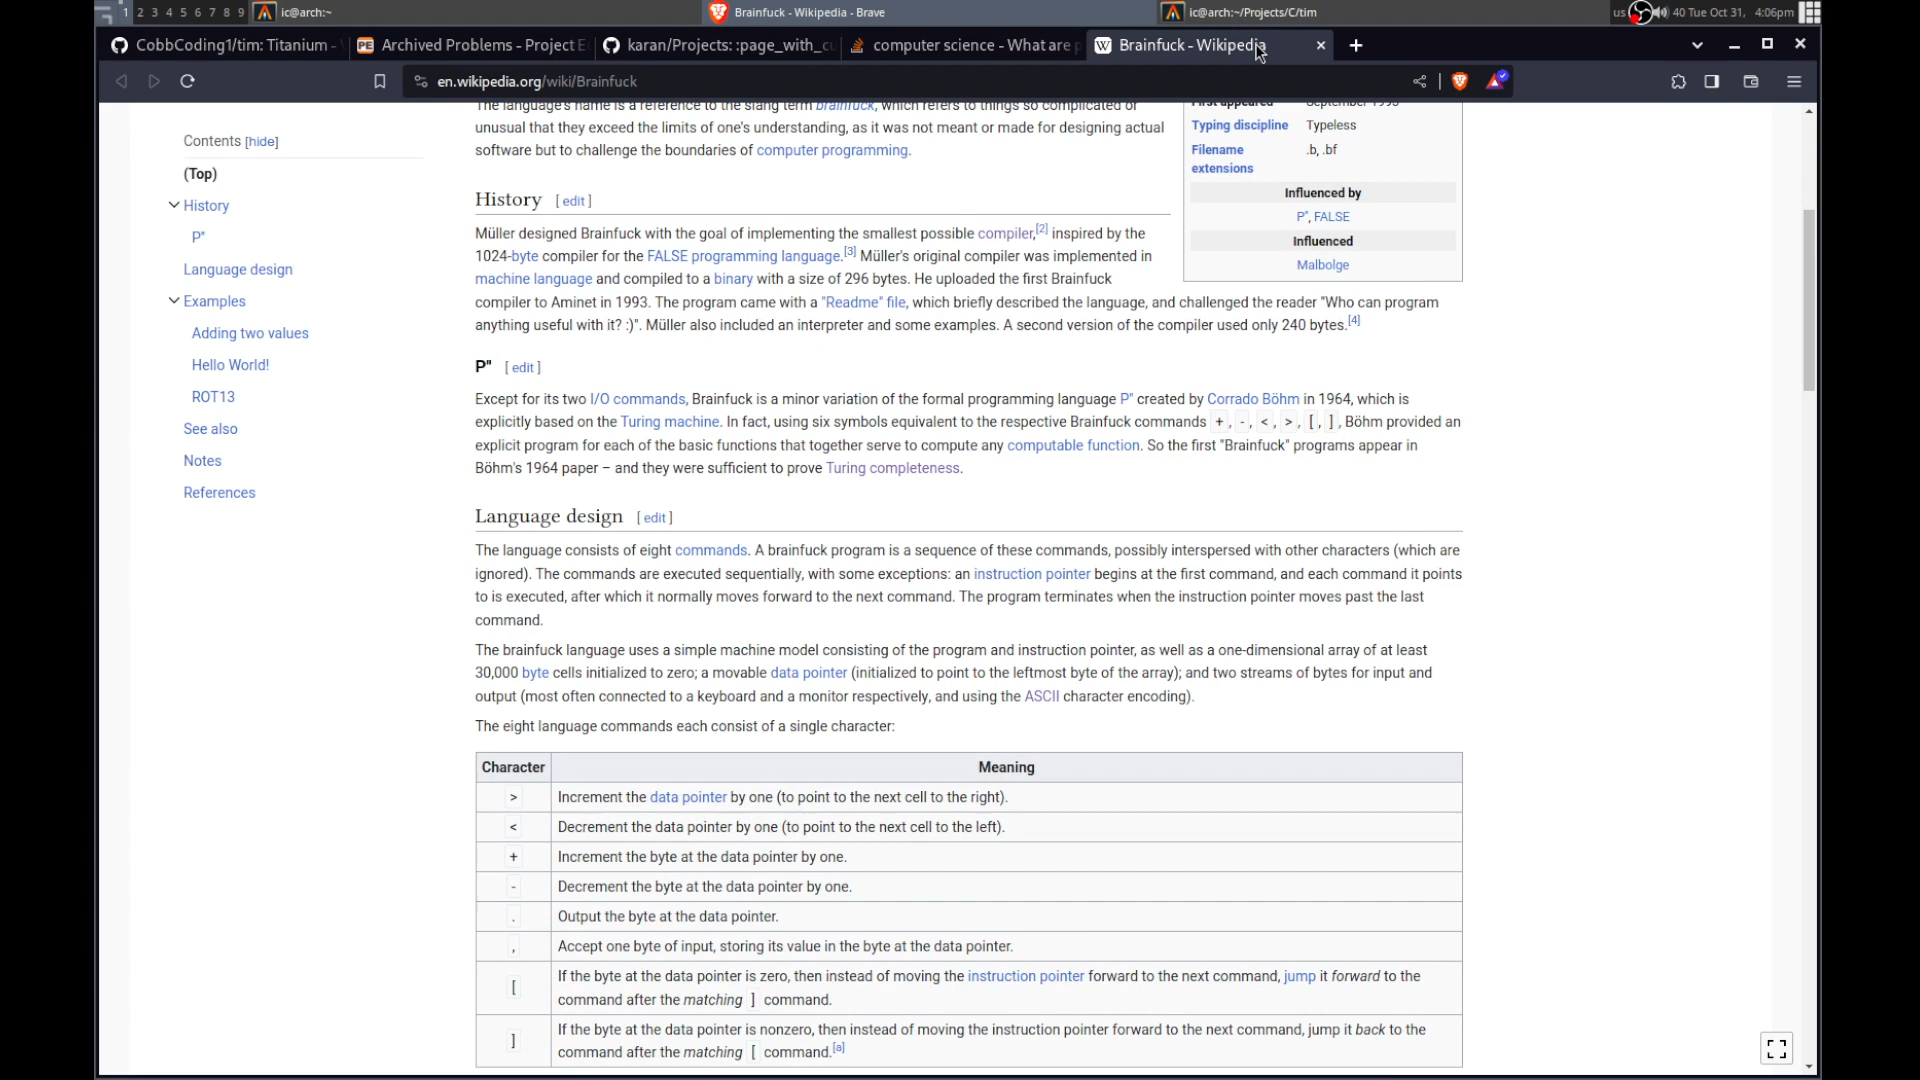 1 2 3 4 5 6 7 8 9 ic@arch:~ Brainfuck - Wikipedia - Brave ic@arch:~/Projects/C/tim us 40 Tue Oct 31, 4:06pm
CobbCoding1/tim: Titanium - Archived Problems - Project E karan/Projects: :page_with_cu computer science - What are Brainfuck - Wikipedia
en.wikipedia.org/wiki/Brainfuck
The language's name is a reference to the slang term brainfuck, which refers to things so complicated or
unusual that they exceed the limits of one's understanding, as it was not meant or made for designing actual
software but to challenge the boundaries of computer programming.
First appeared September 1993
Typing discipline Typeless
Filename .b, .bf
extensions
Influenced by
P′′, FALSE
Influenced
Malbolge
Contents [hide]
(Top)
History
P′′
Language design
Examples
Adding two values
Hello World!
ROT13
See also
Notes
References
History [ edit ]
Müller designed Brainfuck with the goal of implementing the smallest possible compiler,[2] inspired by the
1024-byte compiler for the FALSE programming language.[3] Müller's original compiler was implemented in
machine language and compiled to a binary with a size of 296 bytes. He uploaded the first Brainfuck
compiler to Aminet in 1993. The program came with a "Readme" file, which briefly described the language, and challenged the reader "Who can program
anything useful with it? :)". Müller also included an interpreter and some examples. A second version of the compiler used only 240 bytes.[4]
P′′ [ edit ]
Except for its two I/O commands, Brainfuck is a minor variation of the formal programming language P′′ created by Corrado Böhm in 1964, which is
explicitly based on the Turing machine. In fact, using six symbols equivalent to the respective Brainfuck commands +, -, <, >, [, ], Böhm provided an
explicit program for each of the basic functions that together serve to compute any computable function. So the first "Brainfuck" programs appear in
Böhm's 1964 paper – and they were sufficient to prove Turing completeness.
Language design [ edit ]
The language consists of eight commands. A brainfuck program is a sequence of these commands, possibly interspersed with other characters (which are
ignored). The commands are executed sequentially, with some exceptions: an instruction pointer begins at the first command, and each command it points
to is executed, after which it normally moves forward to the next command. The program terminates when the instruction pointer moves past the last
command.
The brainfuck language uses a simple machine model consisting of the program and instruction pointer, as well as a one-dimensional array of at least
30,000 byte cells initialized to zero; a movable data pointer (initialized to point to the leftmost byte of the array); and two streams of bytes for input and
output (most often connected to a keyboard and a monitor respectively, and using the ASCII character encoding).
The eight language commands each consist of a single character:
Character Meaning
> Increment the data pointer by one (to point to the next cell to the right).
< Decrement the data pointer by one (to point to the next cell to the left).
+ Increment the byte at the data pointer by one.
- Decrement the byte at the data pointer by one.
. Output the byte at the data pointer.
, Accept one byte of input, storing its value in the byte at the data pointer.
[ If the byte at the data pointer is zero, then instead of moving the instruction pointer forward to the next command, jump it forward to the
command after the matching ] command.
] If the byte at the data pointer is nonzero, then instead of moving the instruction pointer forward to the next command, jump it back to the
command after the matching [ command.[a]